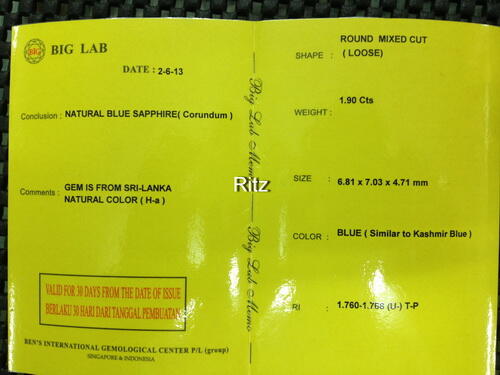 BIG LAB
DATE : 2-6-13
Conclusion : NATURAL BLUE SAPPHIRE( Corundum )
Comments : GEM IS FROM SRI-LANKA
NATURAL COLOR ( H-a )
VALID FOR 30 DAYS FROM THE DATE OF ISSUE
BERLAKU 30 HARI DARI TANGGAL PEMBUATAN
BEN'S INTERNATIONAL GEMOLOGICAL CENTER P/L (group)
SINGAPURE & INDONESIA
Big Lab Memo
Big Lab Memo
Ritz
SHAPE : ROUND MIXED CUT
( LOOSE)
WEIGHT : 1.90 Cts
SIZE : 6.81 x 7.03 x 4.71 mm
COLOR : BLUE ( Similar to Kashmir Blue )
RI : 1.760-1.768 (U-) T-P